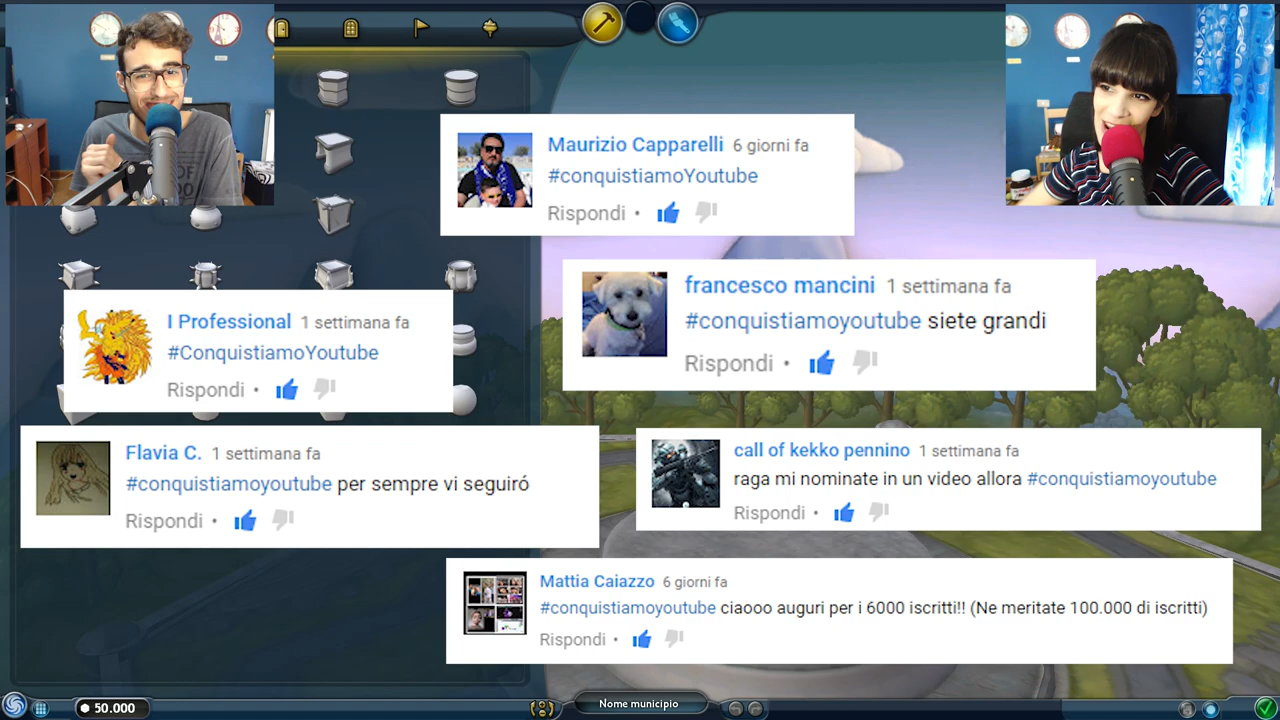 Maurizio Capparelli 6 giorni fa
#conquistiamoYoutube
Rispondi •
francesco mancini 1 settimana fa
#conquistiamoyoutube siete grandi
Rispondi •
I Professional 1 settimana fa
#ConquistiamoYoutube
Rispondi •
Flavia C. 1 settimana fa
#conquistiamoyoutube per sempre vi seguiró
Rispondi •
call of kekko pennino 1 settimana fa
raga mi nominate in un video allora #conquistiamoyoutube
Rispondi •
Mattia Caiazzo 6 giorni fa
#conquistiamoyoutube ciaooo auguri per i 6000 iscritti!! (Ne meritate 100.000 di iscritti)
Rispondi •
50.000
Nome municipio